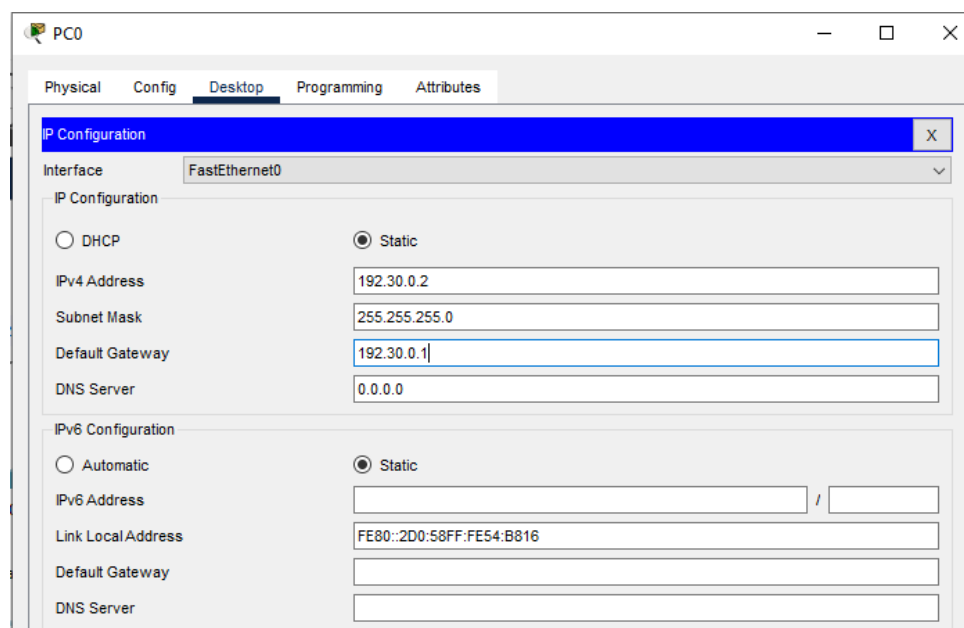 PC0
Physical Config Desktop Programming Attributes
IP Configuration X
Interface FastEthernet0
IP Configuration
DHCP Static
IPv4 Address 192.30.0.2
Subnet Mask 255.255.255.0
Default Gateway 192.30.0.1
DNS Server 0.0.0.0
IPv6 Configuration
Automatic Static
IPv6 Address /
Link Local Address FE80::2D0:58FF:FE54:B816
Default Gateway
DNS Server